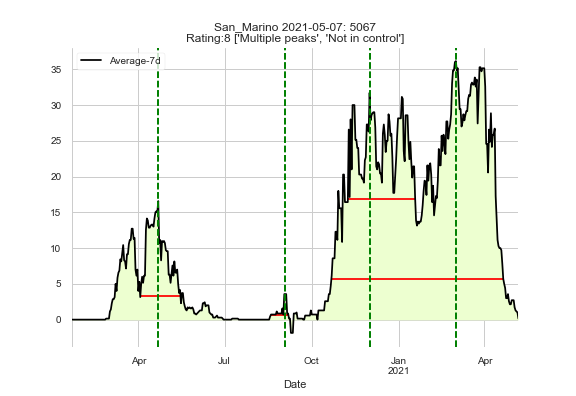 San_Marino 2021-05-07: 5067
Rating:8 ['Multiple peaks', 'Not in control']
Average-7d
35
30
25
20
15
10
5
0
Apr Jul Oct Jan Apr
2021
Date